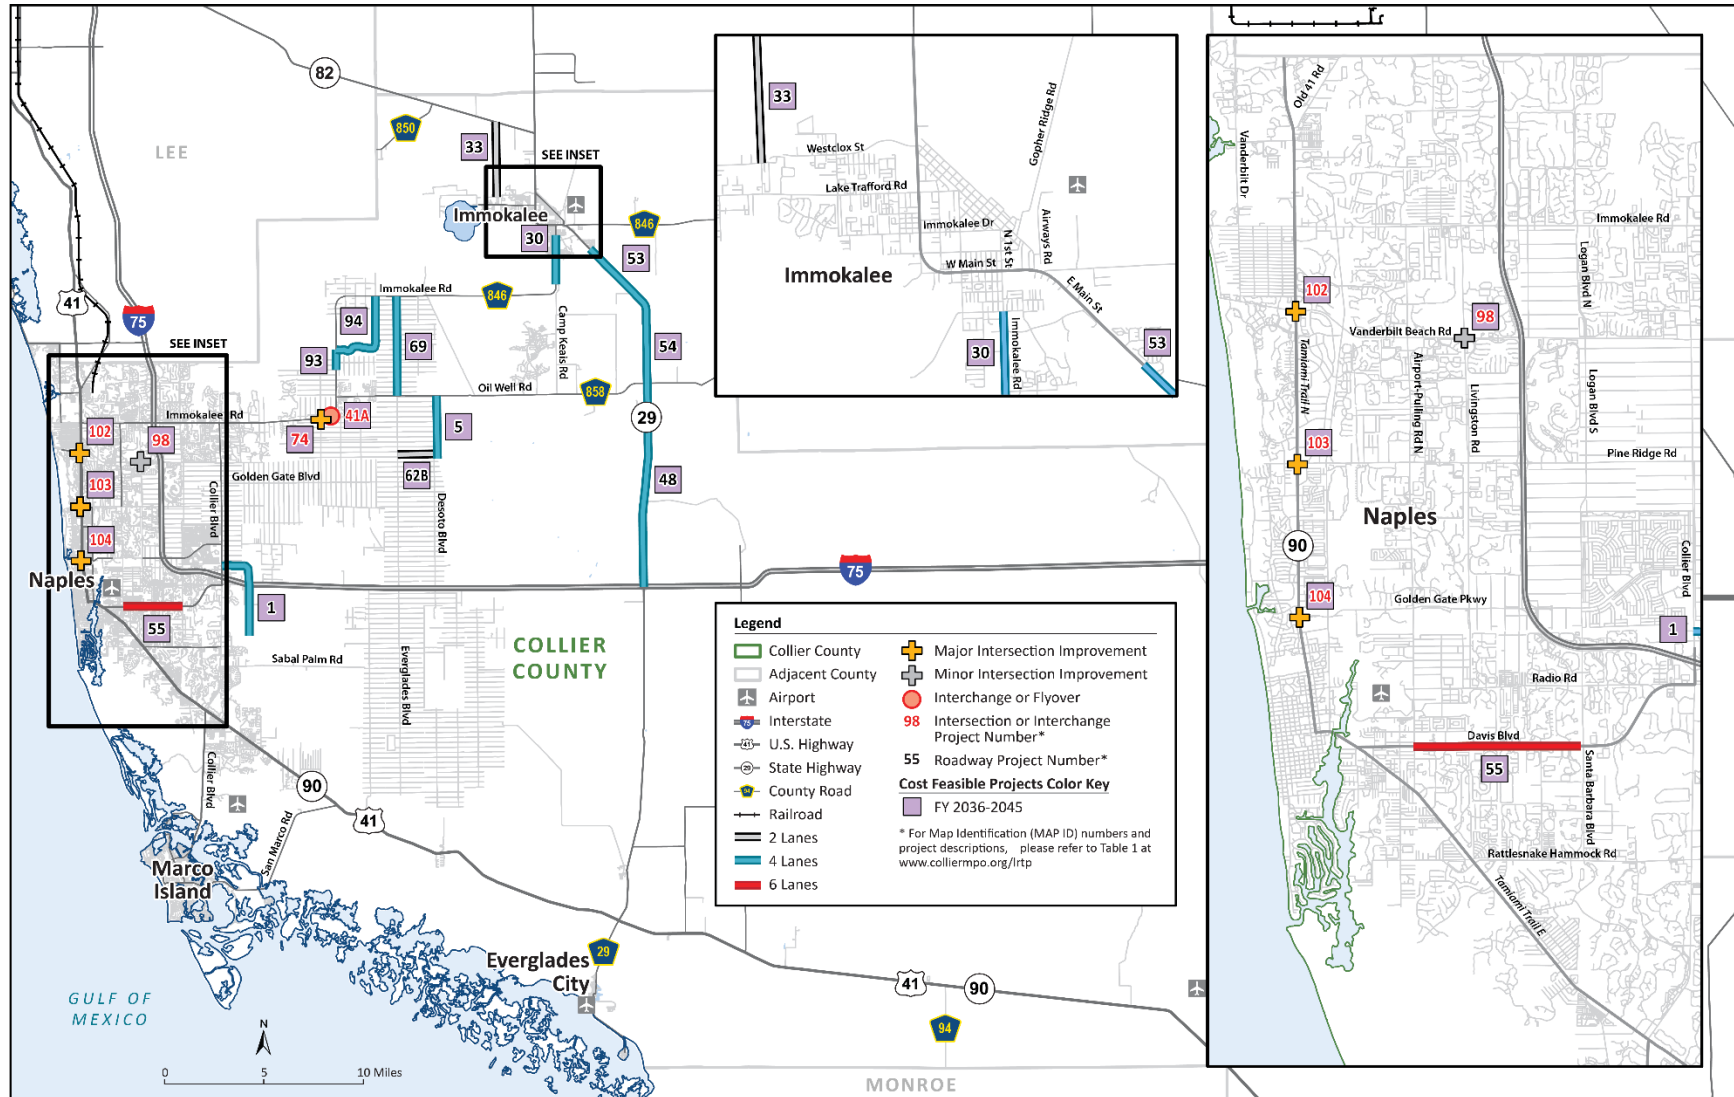 82
850
LEE
33
SEE INSET
Immokalee
846
30
53
41
75
Immokalee Rd
846
94
Camp Keais Rd
SEE INSET
93
69
54
Oil Well Rd
858
Immokalee Rd
41A
74
29
102
98
5
Golden Gate Blvd
62B
48
103
Collier Blvd
Desoto Blvd
104
75
Naples
1
55
COLLIER
COUNTY
Sabal Palm Rd
Everglades Blvd
Collier Blvd
90
41
San Marco Rd
Marco
Island
Everglades
City
29
41
90
94
GULF OF
MEXICO
N
0 5 10 Miles
MONROE
33
Gopher Ridge Rd
Westclox St
Lake Trafford Rd
Immokalee Dr
N 1st St
Airways Rd
W Main St
Immokalee
E Main St
30
Immokalee Rd
53
Legend
Collier County
Adjacent County
Airport
75
Interstate
41
U.S. Highway
29
State Highway
94
County Road
Railroad
2 Lanes
4 Lanes
6 Lanes
Major Intersection Improvement
Minor Intersection Improvement
Interchange or Flyover
98 Intersection or Interchange
Project Number*
55 Roadway Project Number*
Cost Feasible Projects Color Key
FY 2036-2045
* For Map Identification (MAP ID) numbers and
project descriptions, please refer to Table 1 at
www.colliermpo.org/lrtp
Old 41 Rd
Vanderbilt Dr
Immokalee Rd
Logan Blvd N
102
98
Vanderbilt Beach Rd
Tamiami Trail N
Airport-Pulling Rd N
Livingston Rd
Logan Blvd S
103
Pine Ridge Rd
Naples
90
Collier Blvd
104
Golden Gate Pkwy
1
Radio Rd
Davis Blvd
55
Santa Barbara Blvd
Rattlesnake Hammock Rd
Tamiami Trail E